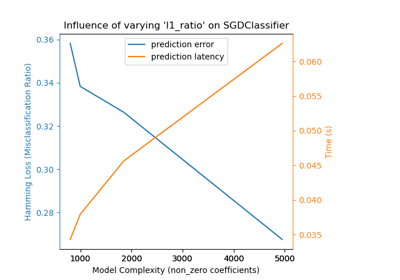 Influence of varying 'l1_ratio' on SGDClassifier
prediction error
prediction latency
Hamming Loss (Misclassification Ratio)
0.36
0.34
0.32
0.30
0.28
0.060
0.055
0.050
0.045
0.040
0.035
Time (s)
1000 2000 3000 4000 5000
Model Complexity (non_zero coefficients)